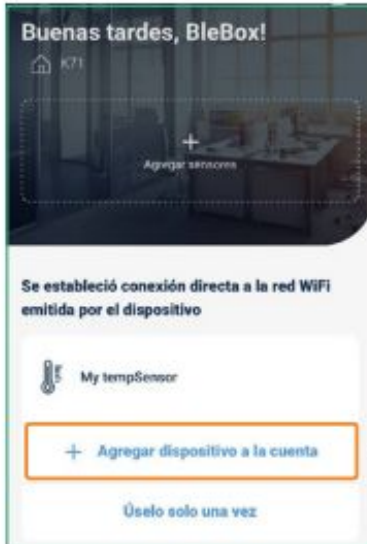 Buenas tardes, BleBox!
K71
+
Agregar sensores
Se estableció conexión directa a la red WiFi
emitida por el dispositivo
My tempSensor
+ Agregar dispositivo a la cuenta
Úselo solo una vez